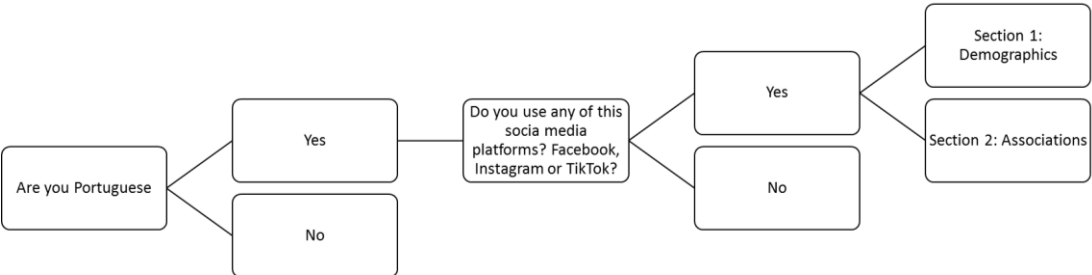 Are you Portuguese
Yes
No
Do you use any of this
socia media
platforms? Facebook,
Instagram or TikTok?
Yes
No
Section 1:
Demographics
Section 2: Associations